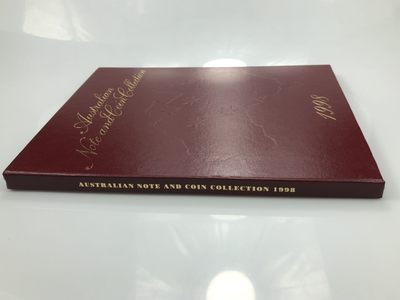 Australian
Note and Coin Collection
1998
AUSTRALIAN NOTE AND COIN COLLECTION 1998